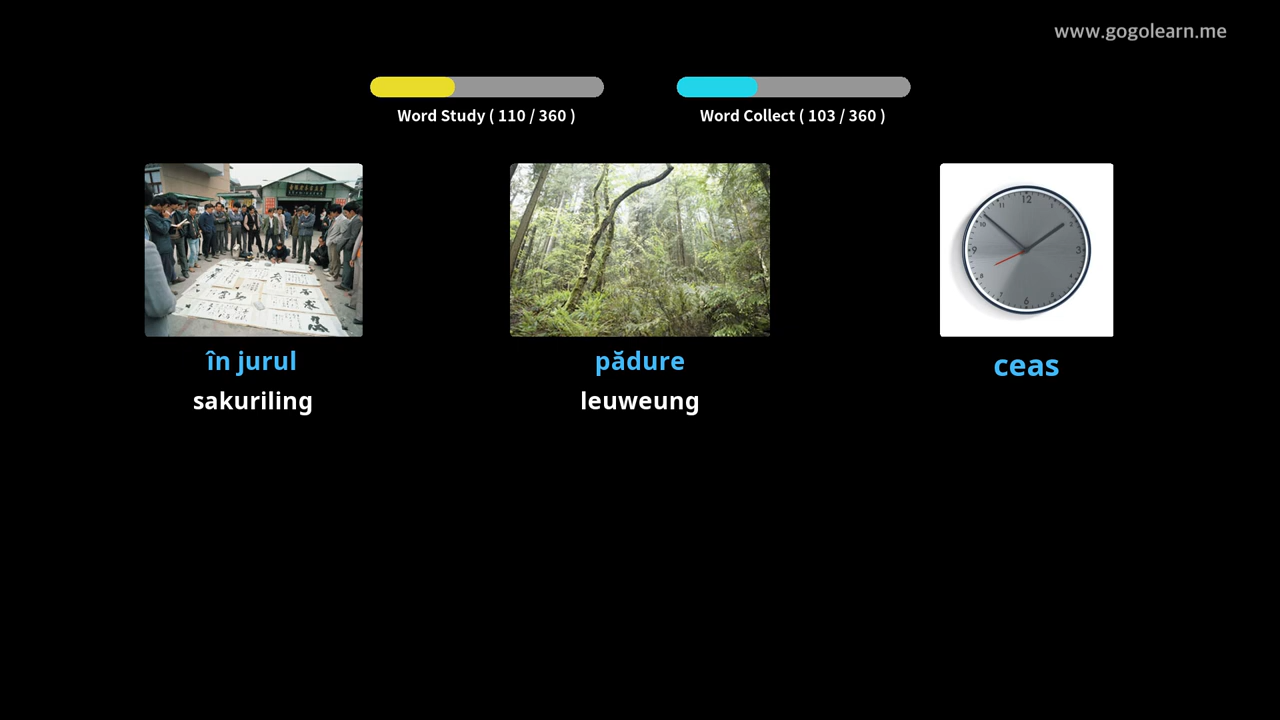 www.gogolearn.me
Word Study ( 110 / 360 )
Word Collect ( 103 / 360 )
în jurul
pădure
ceas
sakuriling
leuweung